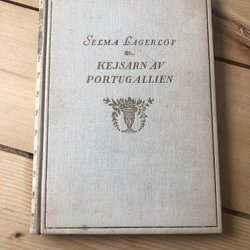 SELMA LAGERLÖF
KEJSARN AV
PORTUGALLIEN